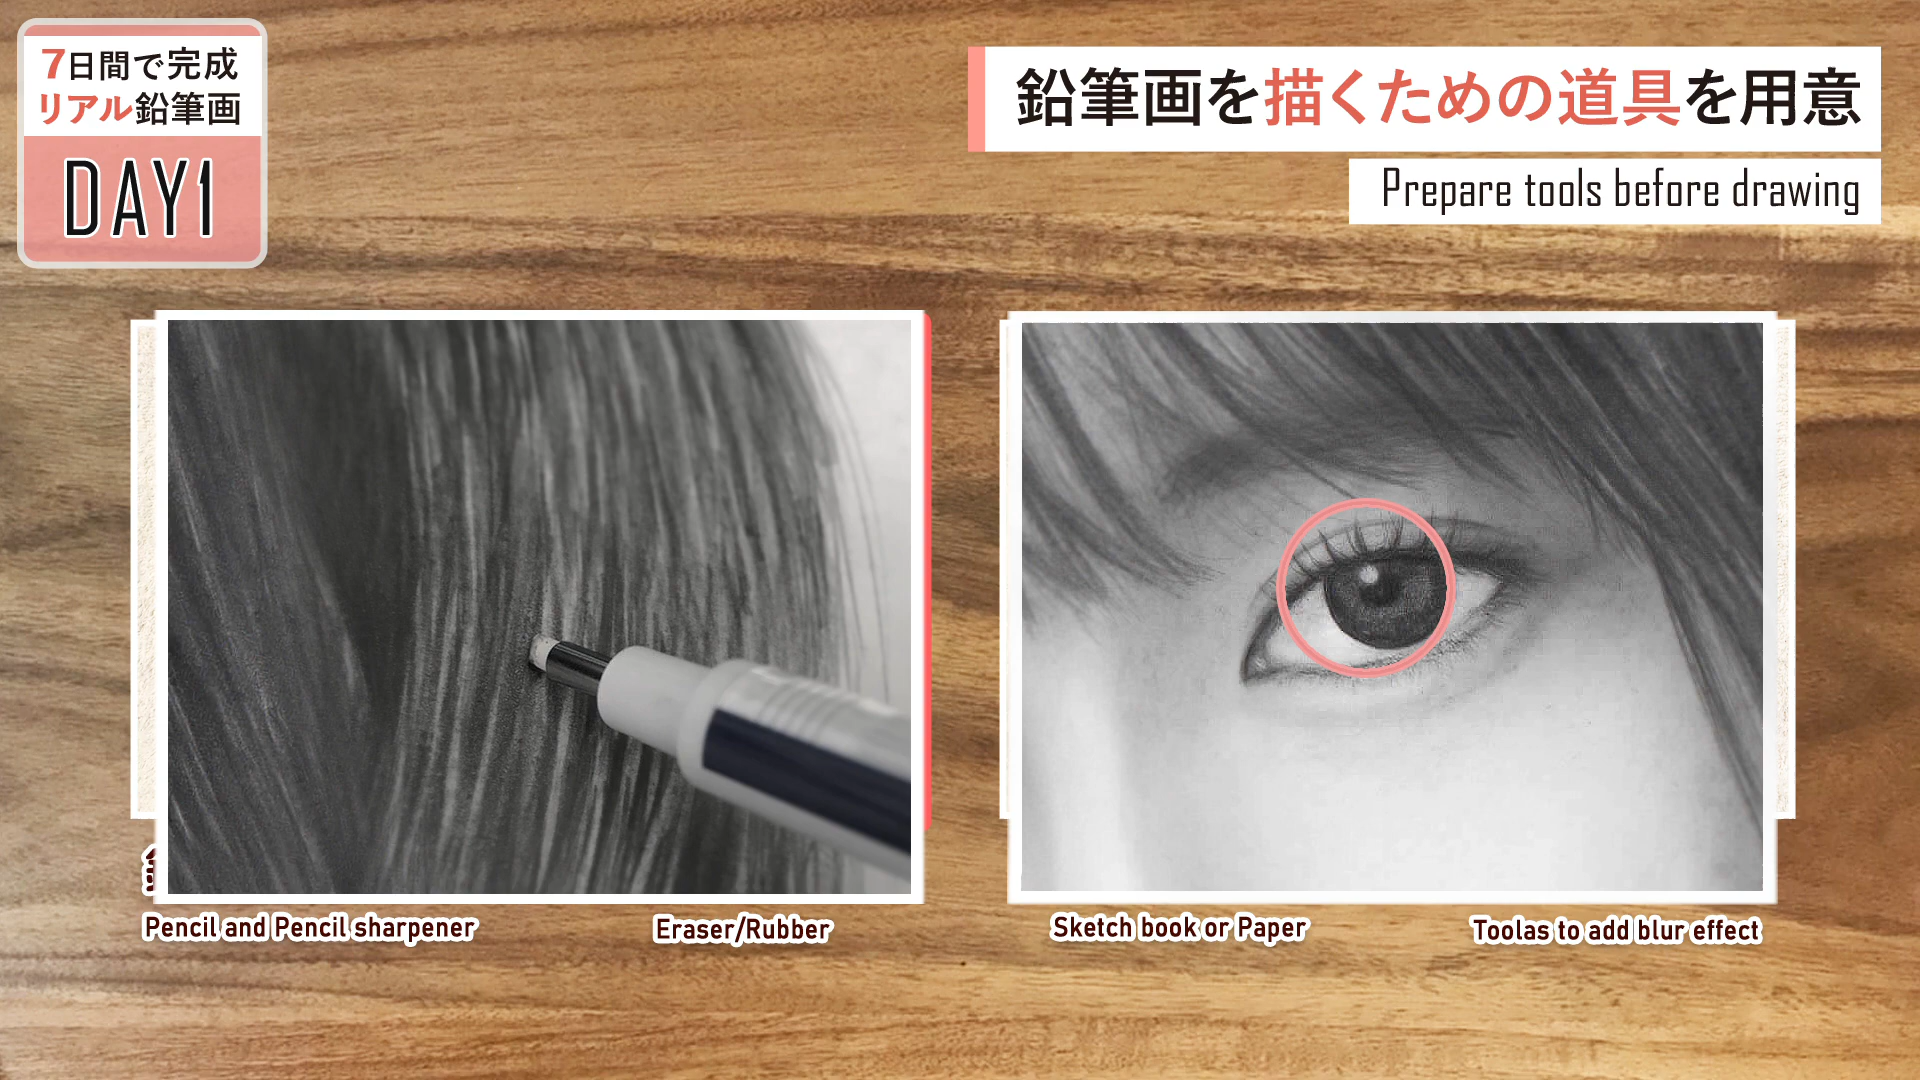 7日間で完成
リアル鉛筆画
DAY1
鉛筆画を描くための道具を用意
Prepare tools before drawing
Pencil and Pencil sharpener
Eraser/Rubber
Sketch book or Paper
Toolas to add blur effect